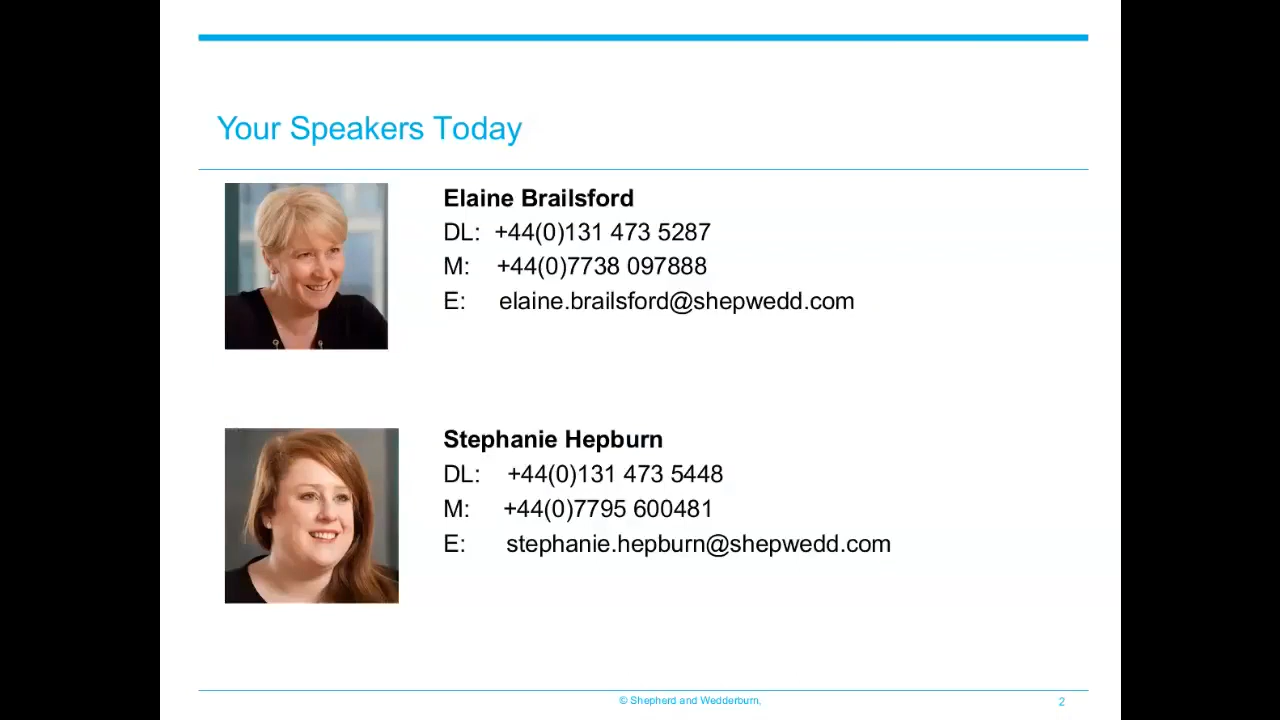 Your Speakers Today
Elaine Brailsford
DL: +44(0)131 473 5287
M: +44(0)7738 097888
E: elaine.brailsford@shepwedd.com
Stephanie Hepburn
DL: +44(0)131 473 5448
M: +44(0)7795 600481
E: stephanie.hepburn@shepwedd.com
© Shepherd and Wedderburn,
2